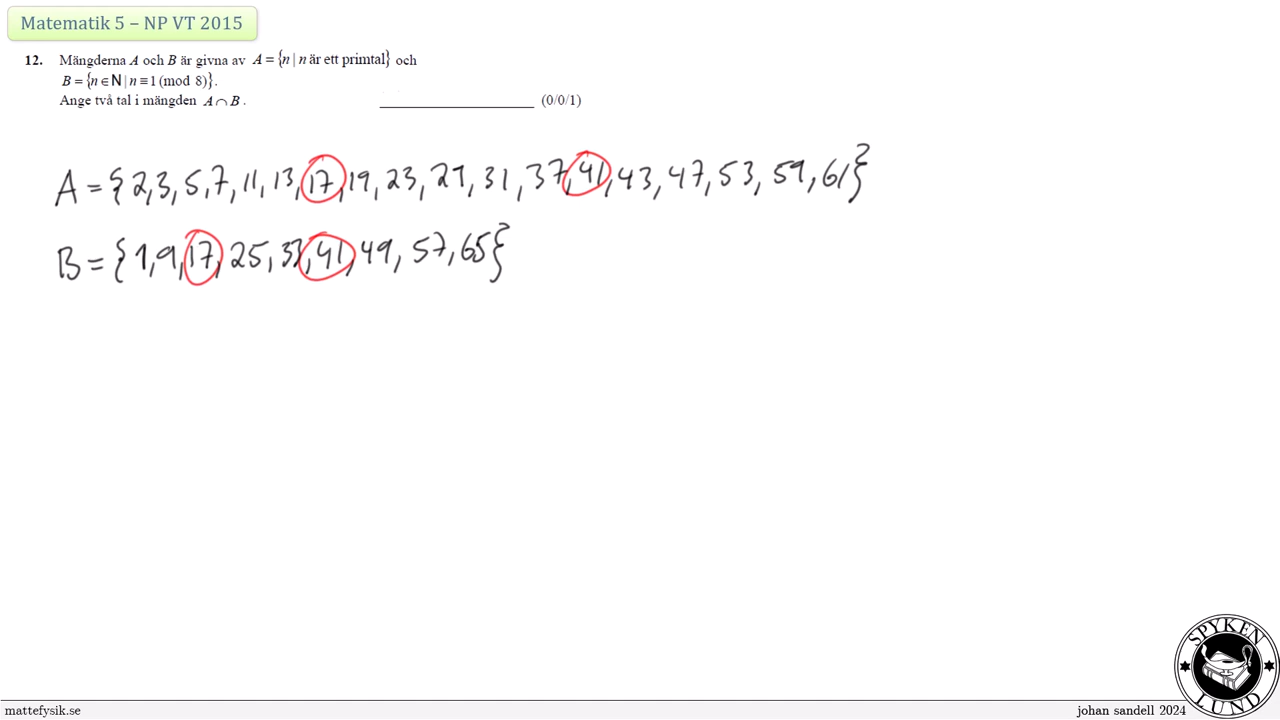 Matematik 5 – NP VT 2015
12. Mängderna A och B är givna av A = {n | n är ett primtal} och
B = {n ∈ N | n ≡ 1 (mod 8)}.
Ange två tal i mängden A ∩ B. ____________________ (0/0/1)
A = {2,3,5,7,11,13,17,19,23,29,31,37,41,43,47,53,59,61}
B = {1,9,17,25,33,41,49,57,65}
SPYKEN
LUND
mattefysik.se
johan sandell 2024